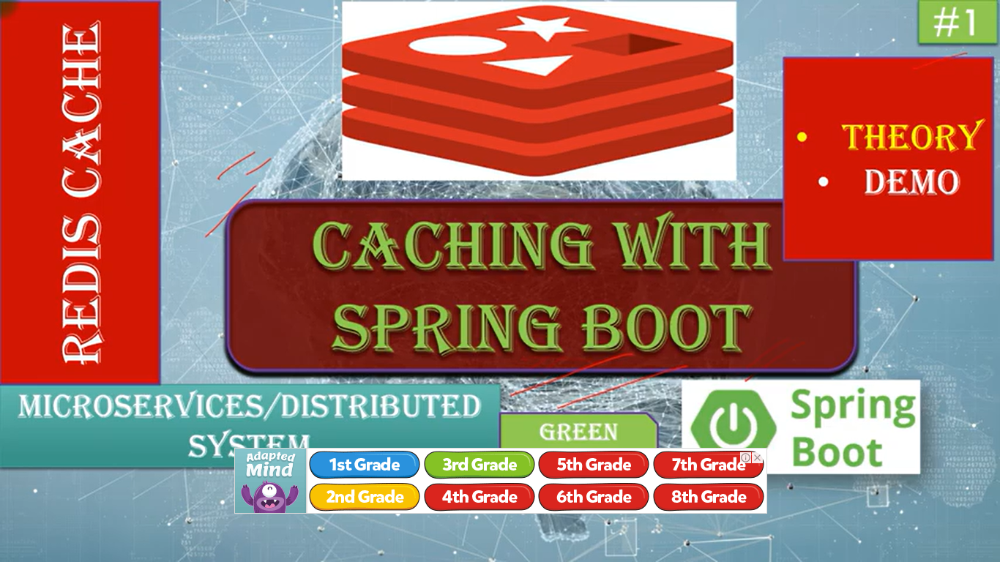 REDIS CACHE
#1
THEORY
DEMO
CACHING WITH
SPRING BOOT
MICROSERVICES/DISTRIBUTED
SYSTEM
GREEN
Spring
Boot
Adapted
Mind
1st Grade
3rd Grade
5th Grade
7th Grade
2nd Grade
4th Grade
6th Grade
8th Grade